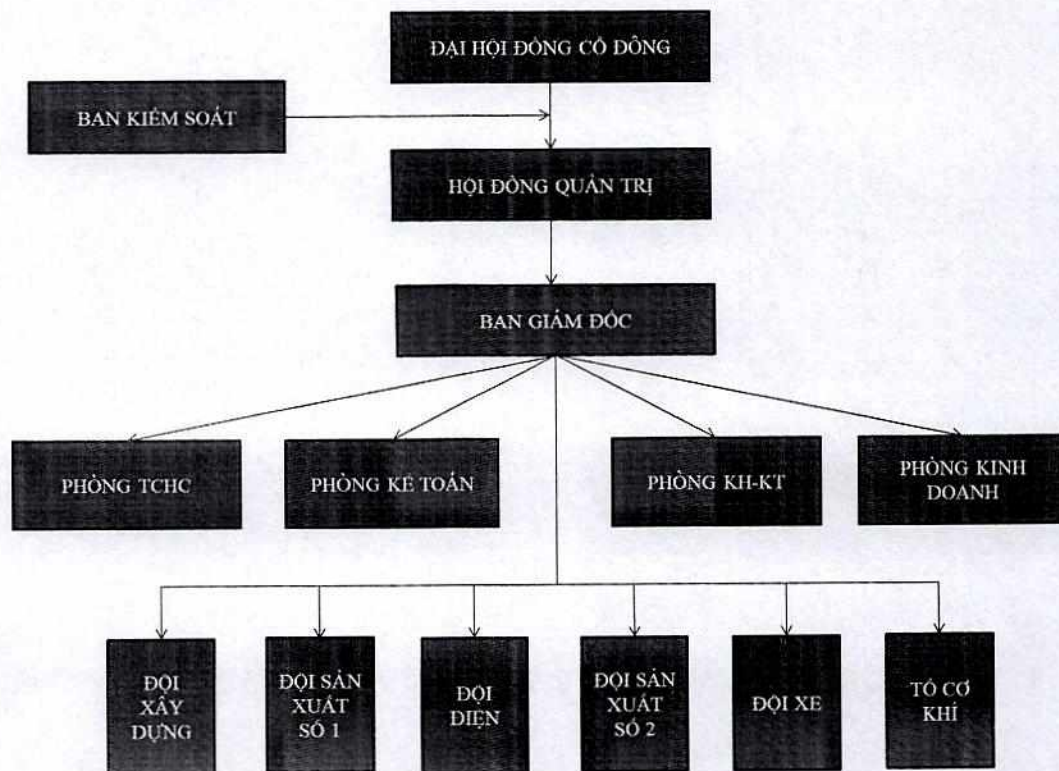 ĐẠI HỘI ĐỒNG CỔ ĐÔNG
BAN KIỂM SOÁT
HỘI ĐỒNG QUẢN TRỊ
BAN GIÁM ĐỐC
PHÒNG TCHC
PHÒNG KẾ TOÁN
PHÒNG KH-KT
PHÒNG KINH
DOANH
ĐỘI
XÂY
DỰNG
ĐỘI SẢN
XUẤT
SỐ 1
ĐỘI
ĐIỆN
ĐỘI SẢN
XUẤT
SỐ 2
ĐỘI XE
TỔ CƠ
KHÍ